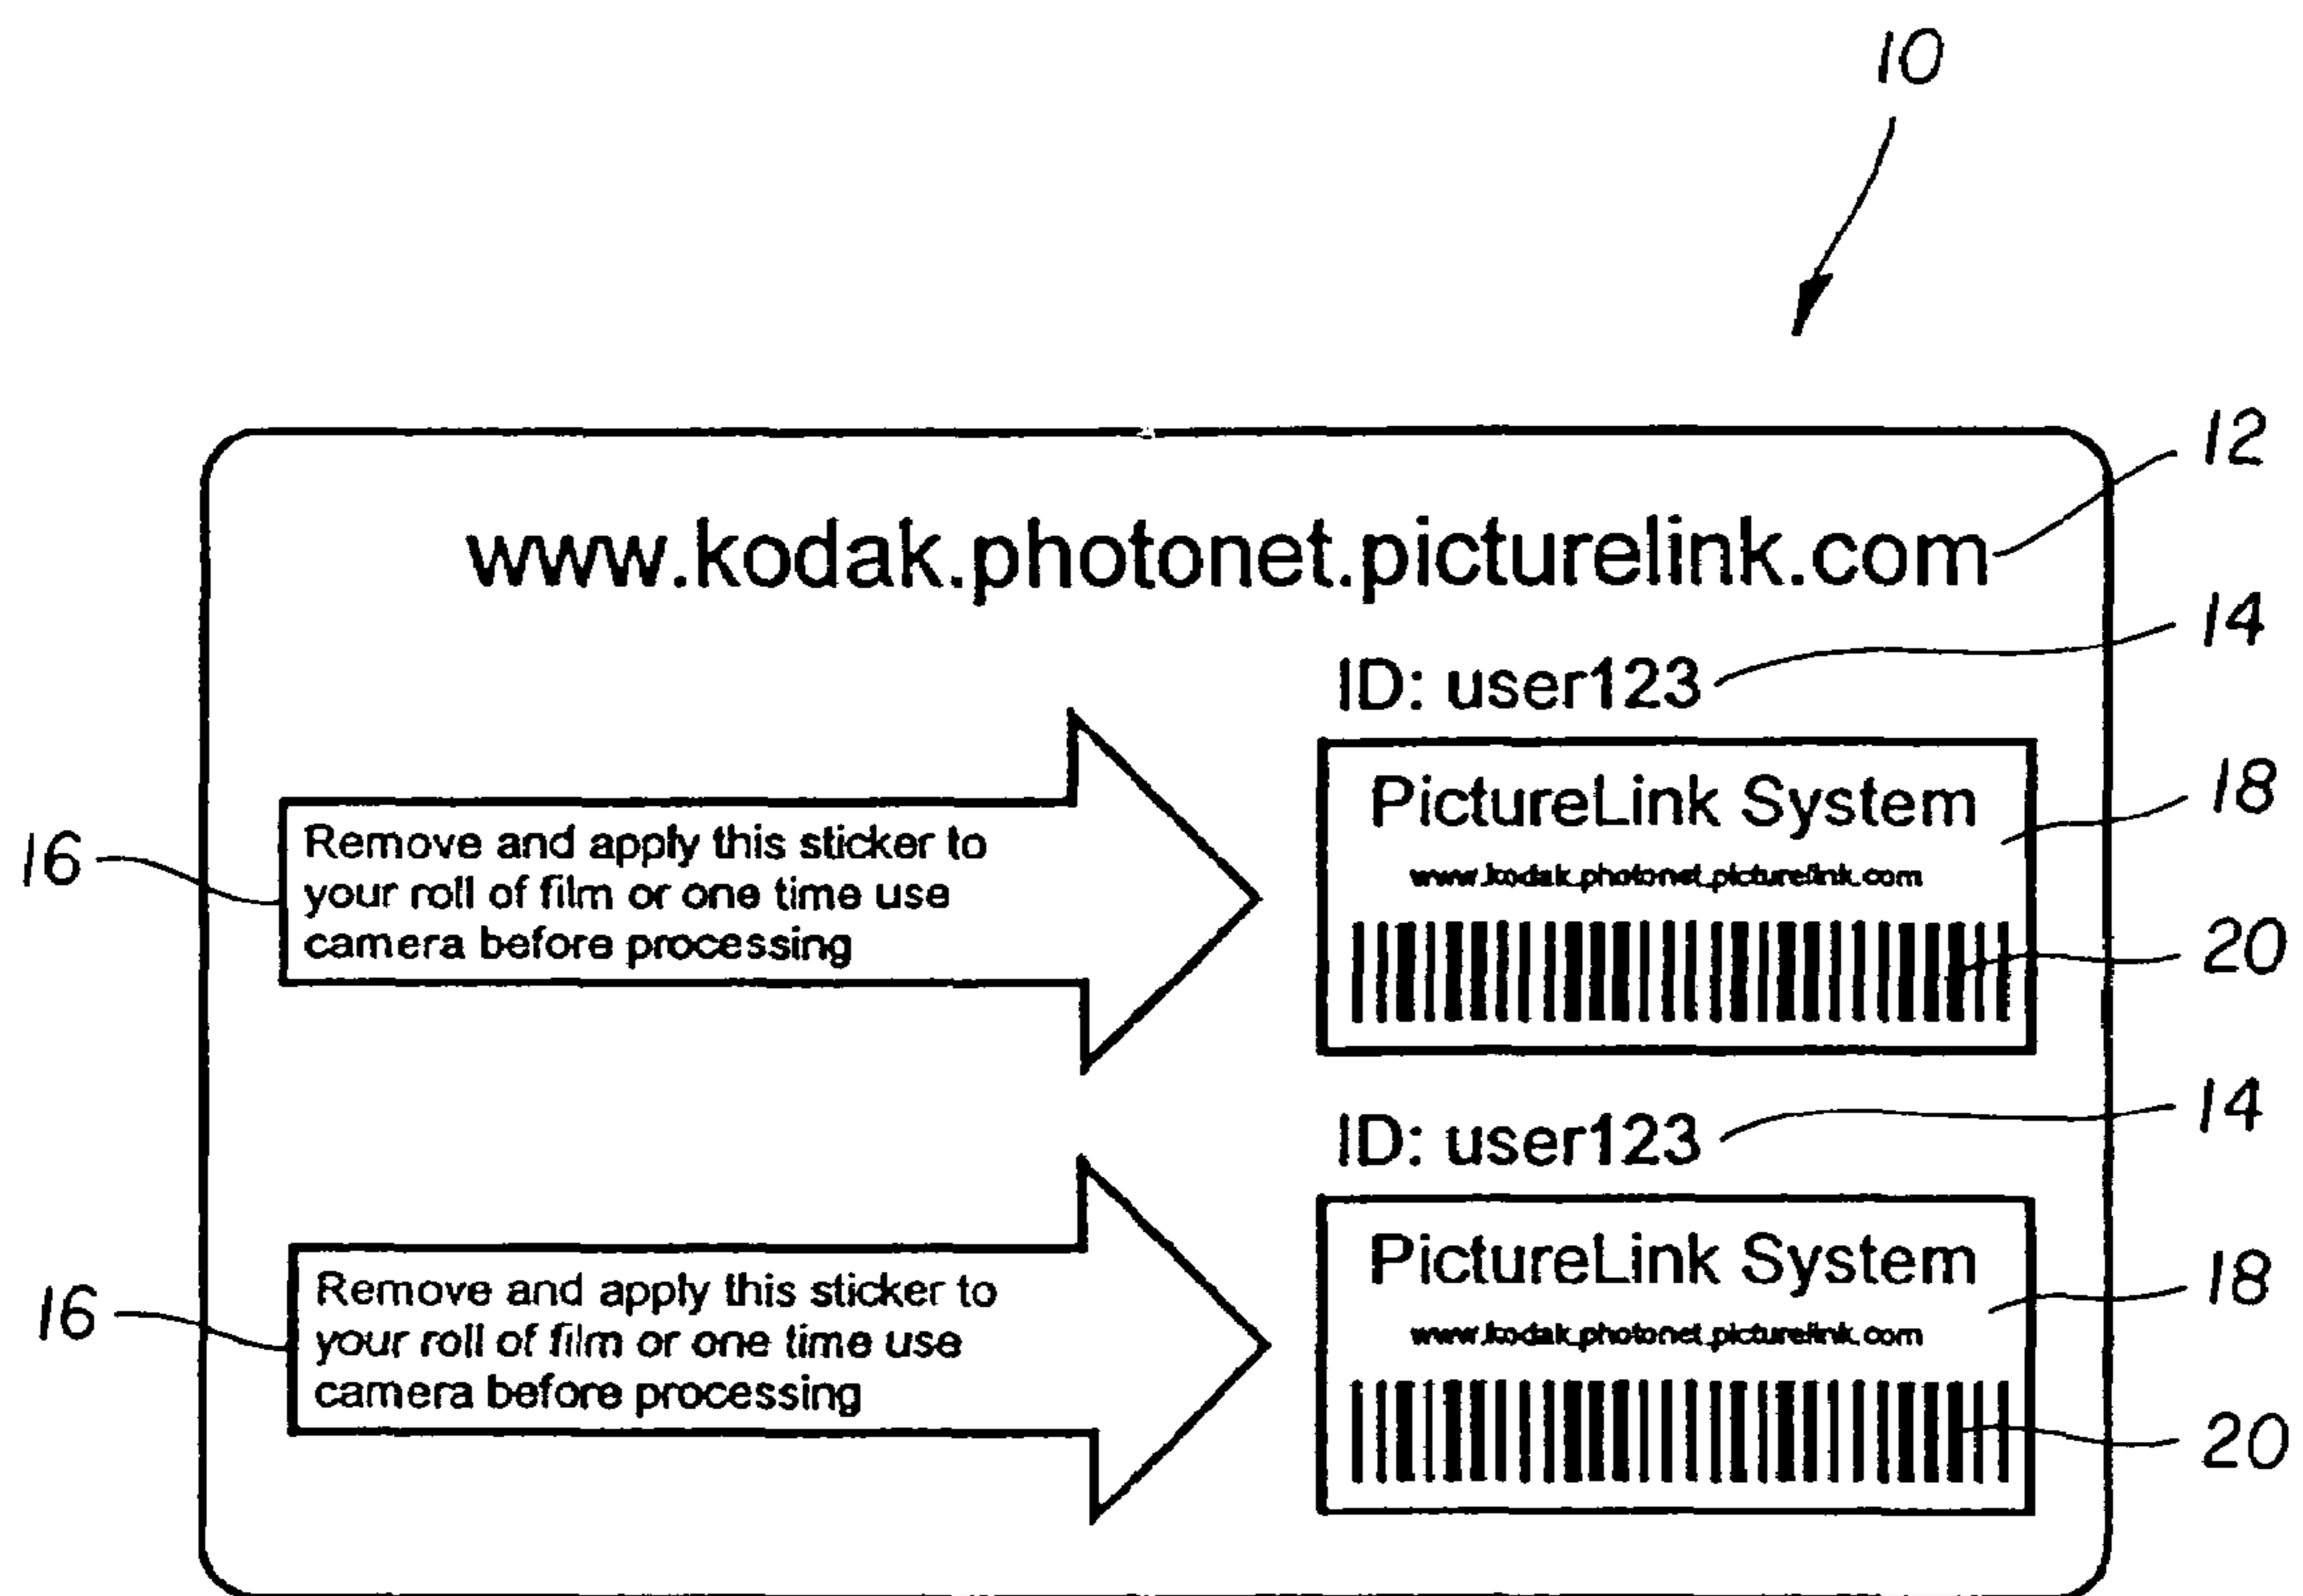 10
12
www.kodak.photonet.picturelink.com
14
ID: user123
18
PictureLink System
16
Remove and apply this sticker to
your roll of film or one time use
camera before processing
www.kodak.photonet.picturelink.com
20
14
ID: user123
18
PictureLink System
16
Remove and apply this sticker to
your roll of film or one time use
camera before processing
www.kodak.photonet.picturelink.com
20